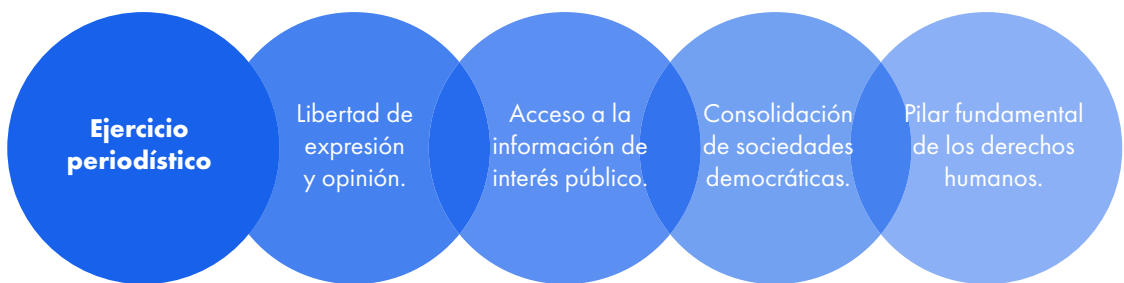 Ejercicio
periodístico
Libertad de
expresión
y opinión.
Acceso a la
información de
interés público.
Consolidación
de sociedades
democráticas.
Pilar fundamental
de los derechos
humanos.